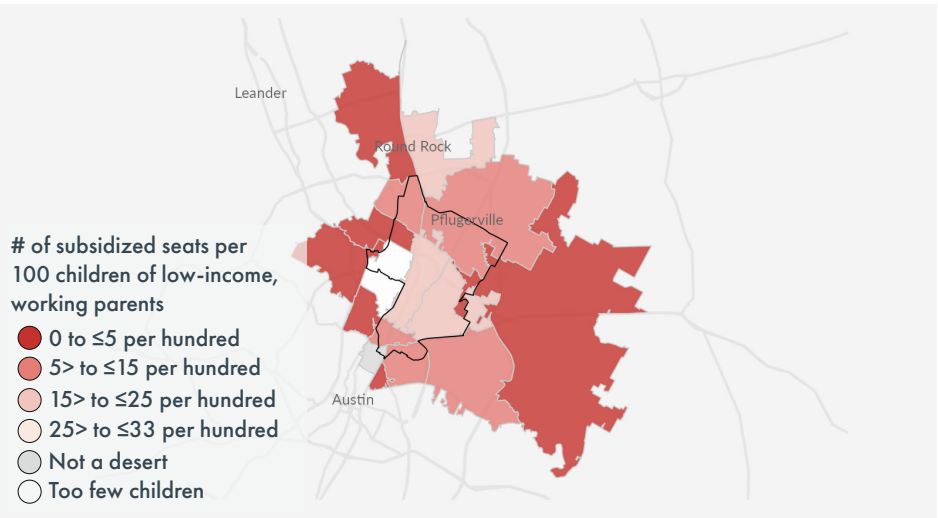 Leander
Round Rock
Pflugerville
Austin
# of subsidized seats per
100 children of low-income,
working parents
0 to ≤5 per hundred
5> to ≤15 per hundred
15> to ≤25 per hundred
25> to ≤33 per hundred
Not a desert
Too few children